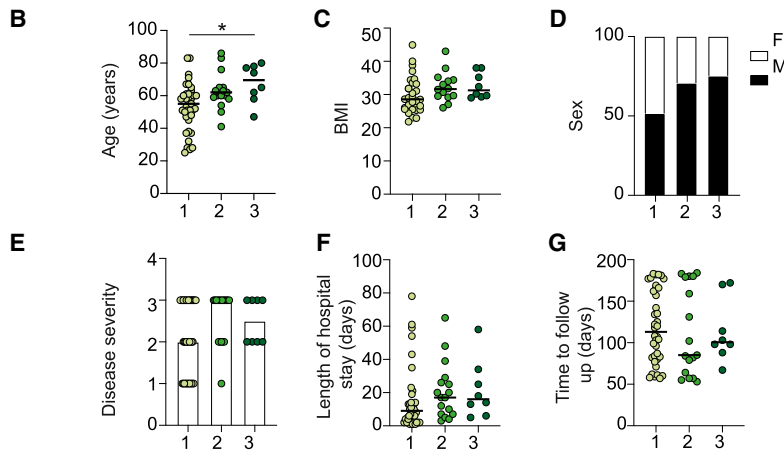 B
Age (years)
100
80
60
40
20
0
*
1 2 3
C
BMI
50
40
30
20
10
0
1 2 3
D
Sex
100
50
0
1 2 3
F
M
E
Disease severity
4
3
2
1
0
1 2 3
F
Length of hospital
stay (days)
100
80
60
40
20
0
1 2 3
G
Time to follow
up (days)
200
150
100
50
0
1 2 3